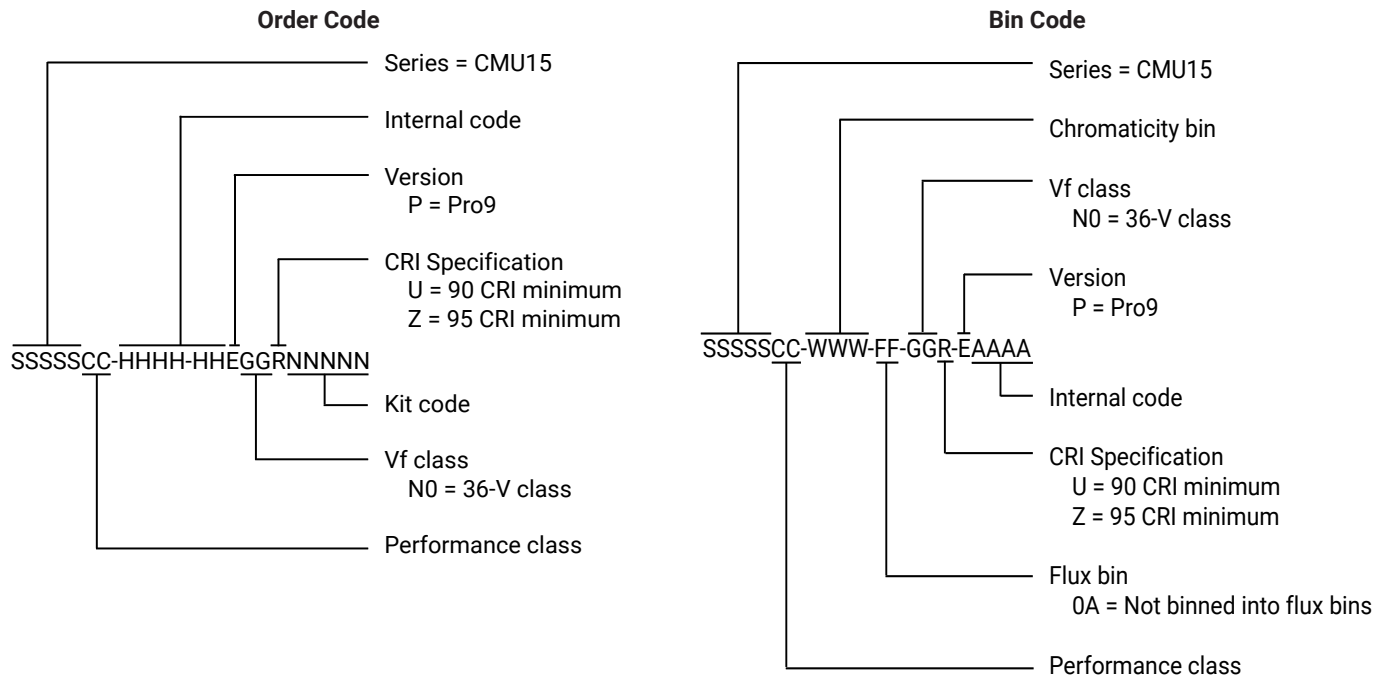 Order Code
Series = CMU15
Internal code
Version
P = Pro9
CRI Specification
U = 90 CRI minimum
Z = 95 CRI minimum
SSSSSCC-HHHH-HHEGGRNNNNN
Kit code
Vf class
N0 = 36-V class
Performance class
Bin Code
Series = CMU15
Chromaticity bin
Vf class
N0 = 36-V class
Version
P = Pro9
SSSSSCC-WWW-FF-GGR-EAAAA
Internal code
CRI Specification
U = 90 CRI minimum
Z = 95 CRI minimum
Flux bin
0A = Not binned into flux bins
Performance class